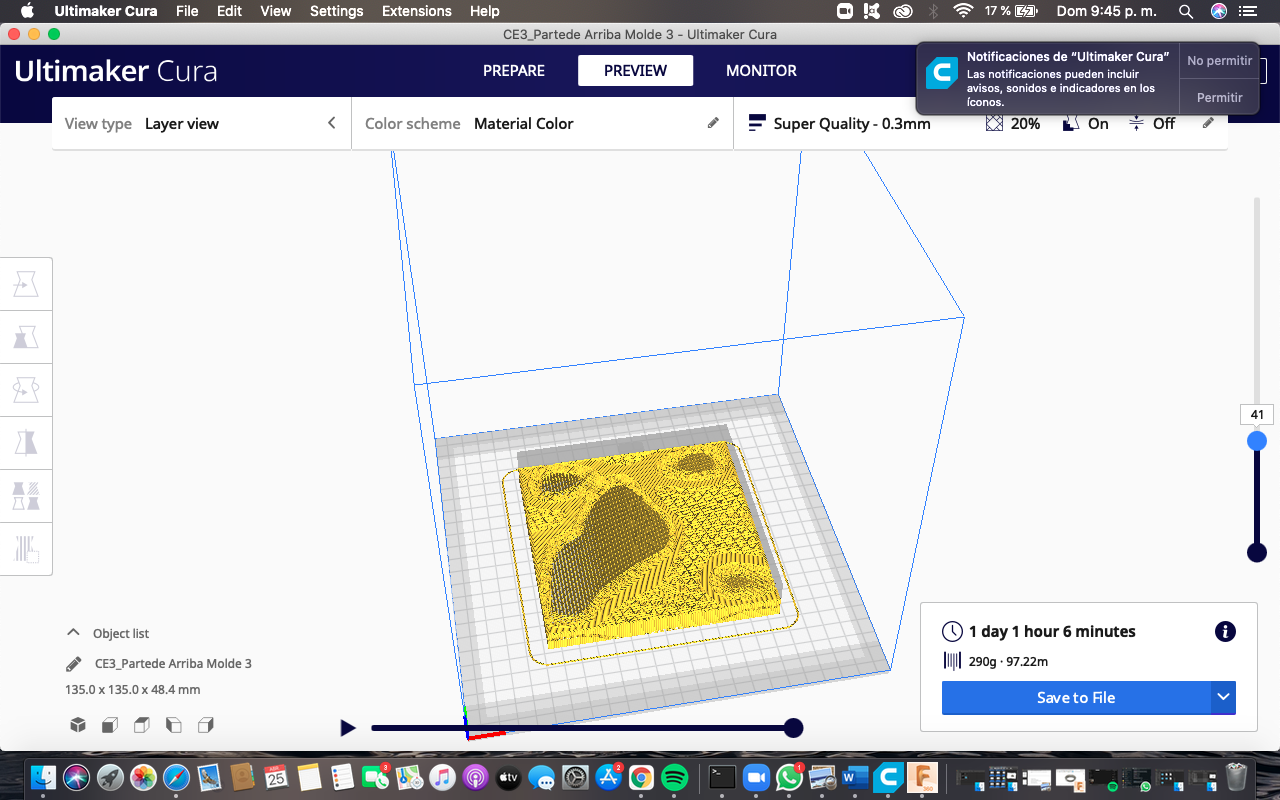 Ultimaker Cura File Edit View Settings Extensions Help 17 % Dom 9:45 p. m.
CE3_Partede Arriba Molde 3 - Ultimaker Cura
Ultimaker Cura PREPARE PREVIEW MONITOR
Notificaciones de “Ultimaker Cura”
Las notificaciones pueden incluir
avisos, sonidos e indicadores en los
íconos.
No permitir
Permitir
View type Layer view Color scheme Material Color Super Quality - 0.3mm 20% On Off
41
Object list
CE3_Partede Arriba Molde 3
135.0 x 135.0 x 48.4 mm
1 day 1 hour 6 minutes
290g · 97.22m
Save to File
25
3
2
1
tv
360